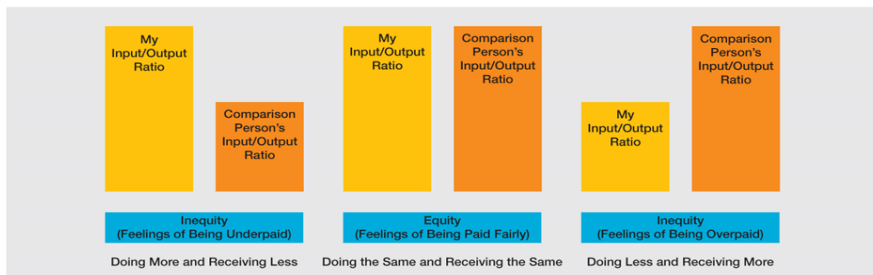 My
Input/Output
Ratio
Comparison
Person's
Input/Output
Ratio
Inequity
(Feelings of Being Underpaid)
Doing More and Receiving Less
My
Input/Output
Ratio
Comparison
Person's
Input/Output
Ratio
Equity
(Feelings of Being Paid Fairly)
Doing the Same and Receiving the Same
My
Input/Output
Ratio
Comparison
Person's
Input/Output
Ratio
Inequity
(Feelings of Being Overpaid)
Doing Less and Receiving More